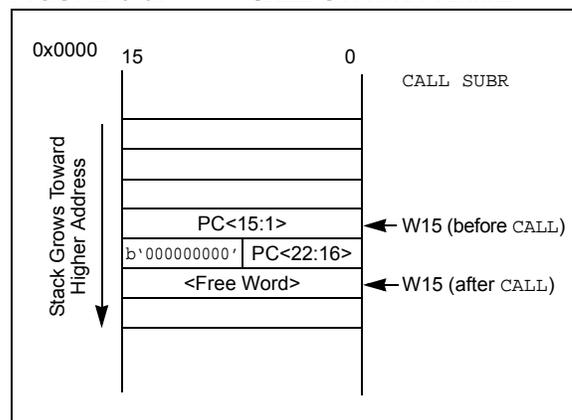 0x0000
15 0
CALL SUBR
Stack Grows Toward
Higher Address
PC<15:1>
W15 (before CALL)
b‘000000000’ PC<22:16>
<Free Word>
W15 (after CALL)